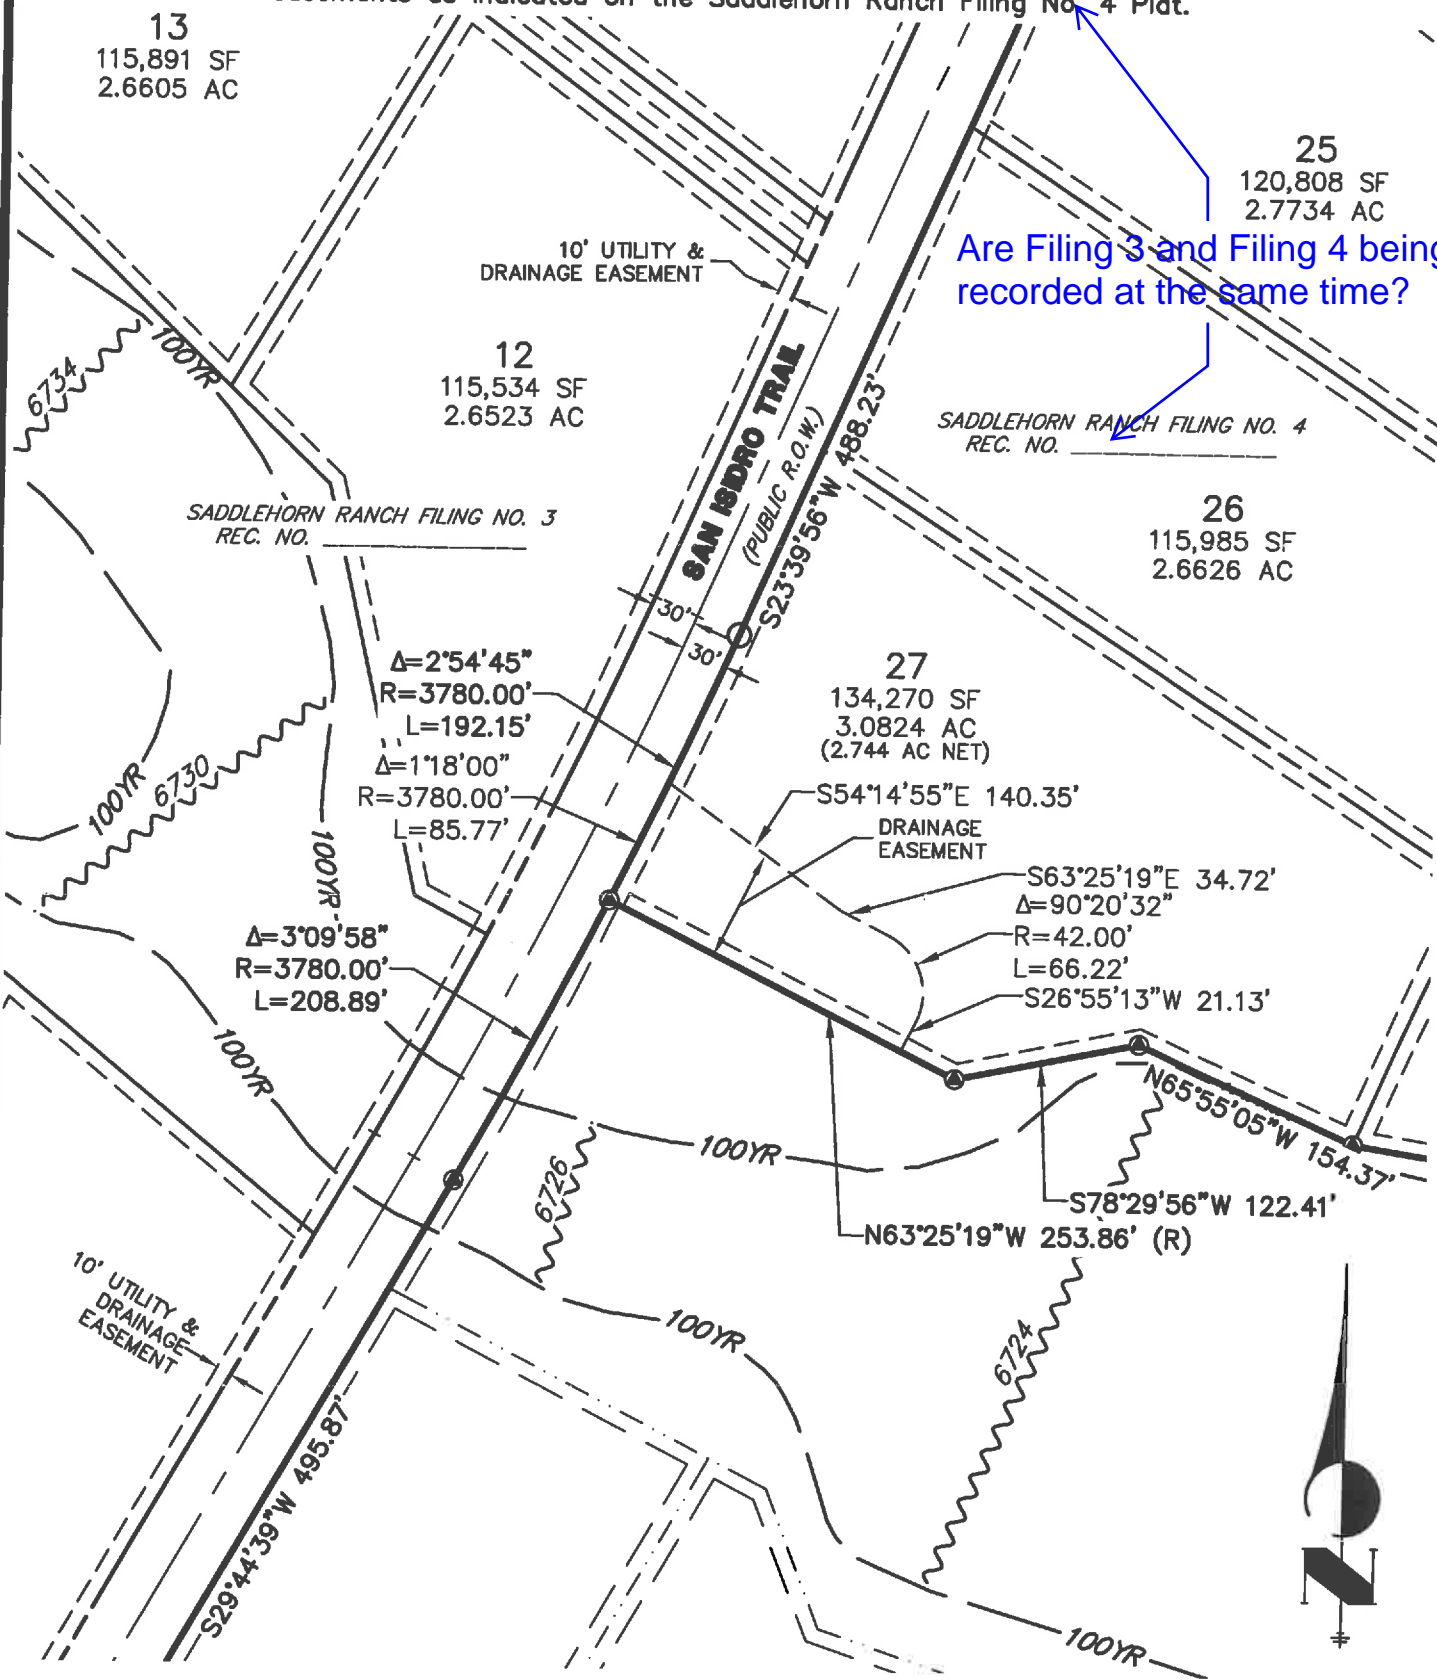 as indicated on the Saddlehorn Ranch Filing No. 4 Plat.
13
115,891 SF
2.6605 AC
25
120,808 SF
2.7734 AC
Are Filing 3 and Filing 4 being
recorded at the same time?
10' UTILITY &
DRAINAGE EASEMENT
12
115,534 SF
2.6523 AC
6734
100YR
SAN ISIDRO TRAIL
(PUBLIC R.O.W.)
S23°39'56"W 488.23'
SADDLEHORN RANCH FILING NO. 4
REC. NO.
SADDLEHORN RANCH FILING NO. 3
REC. NO.
26
115,985 SF
2.6626 AC
30'
30'
Δ=2°54'45"
R=3780.00'
L=192.15'
27
134,270 SF
3.0824 AC
(2.744 AC NET)
Δ=1°18'00"
R=3780.00'
L=85.77'
6730
100YR
100YR
S54°14'55"E 140.35'
DRAINAGE
EASEMENT
S63°25'19"E 34.72'
Δ=90°20'32"
R=42.00'
L=66.22'
S26°55'13"W 21.13'
Δ=3°09'58"
R=3780.00'
L=208.89'
100YR
N65°55'05"W 154.37'
100YR
6726
S78°29'56"W 122.41'
N63°25'19"W 253.86' (R)
10' UTILITY &
DRAINAGE
EASEMENT
100YR
6724
S29°44'39"W 495.87'
N
100YR